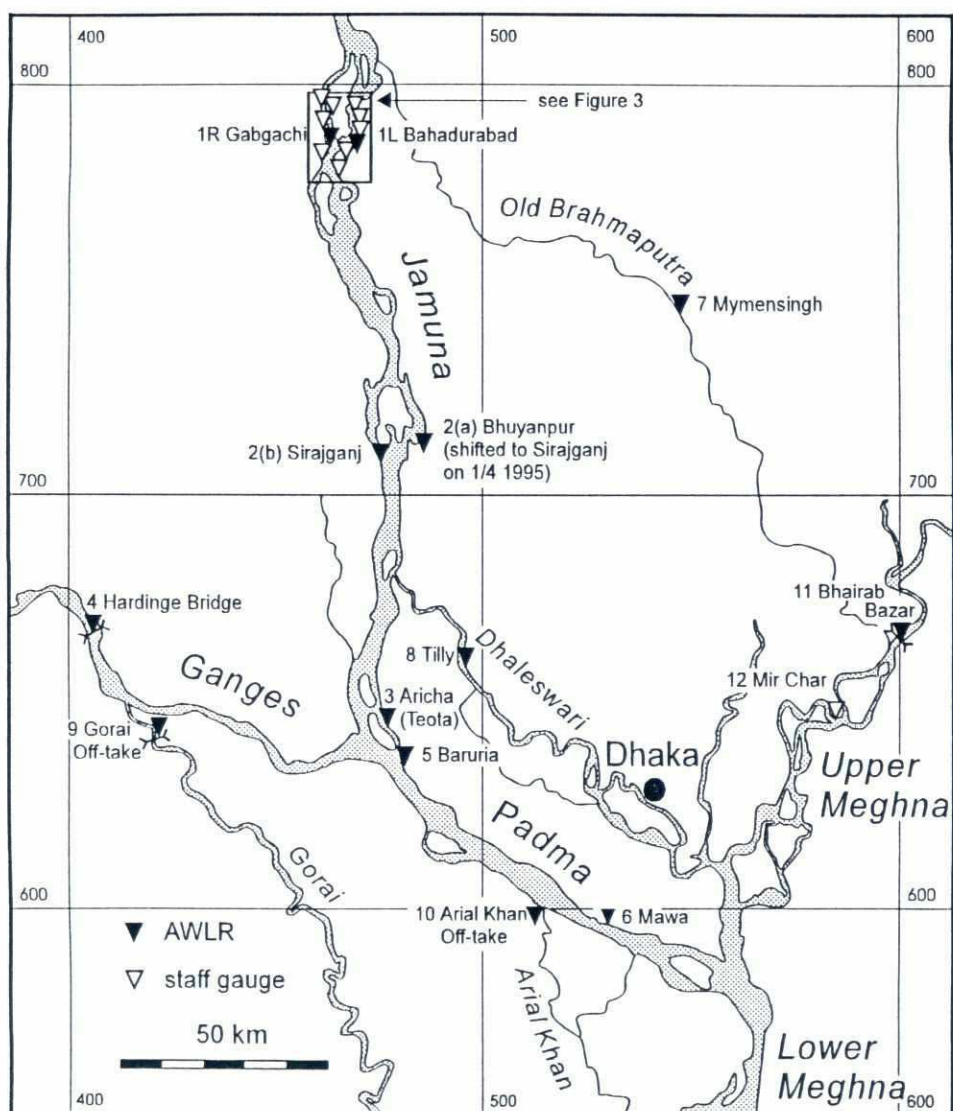 400
500
600
800
800
see Figure 3
1R Gabgachi
1L Bahadurabad
Old Brahmaputra
Jamuna
7 Mymensingh
2(a) Bhuyanpur
(shifted to Sirajganj
on 1/4 1995)
2(b) Sirajganj
700
700
11 Bhairab
Bazar
4 Hardinge Bridge
8 Tilly
Dhaleswari
12 Mir Char
Ganges
3 Aricha
(Teota)
9 Gorai
Off-take
5 Baruria
Dhaka
Upper
Meghna
Padma
Gorai
600
600
10 Arial Khan
Off-take
6 Mawa
AWLR
staff gauge
Arial Khan
50 km
Lower
Meghna
400
500
600